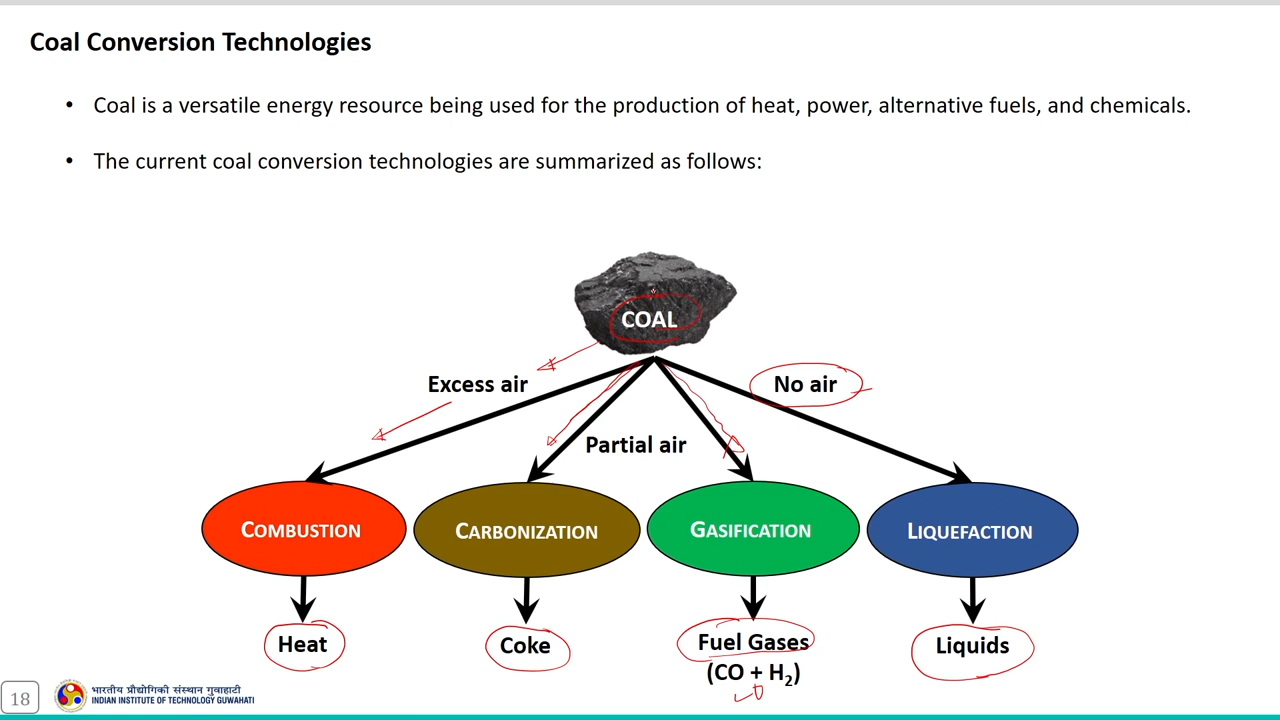 Coal Conversion Technologies
• Coal is a versatile energy resource being used for the production of heat, power, alternative fuels, and chemicals.
• The current coal conversion technologies are summarized as follows:
COAL
Excess air
No air
Partial air
COMBUSTION
CARBONIZATION
GASIFICATION
LIQUEFACTION
Heat
Coke
Fuel Gases
(CO + H₂)
Liquids
18
भारतीय प्रौद्योगिकी संस्थान गुवाहाटी
INDIAN INSTITUTE OF TECHNOLOGY GUWAHATI